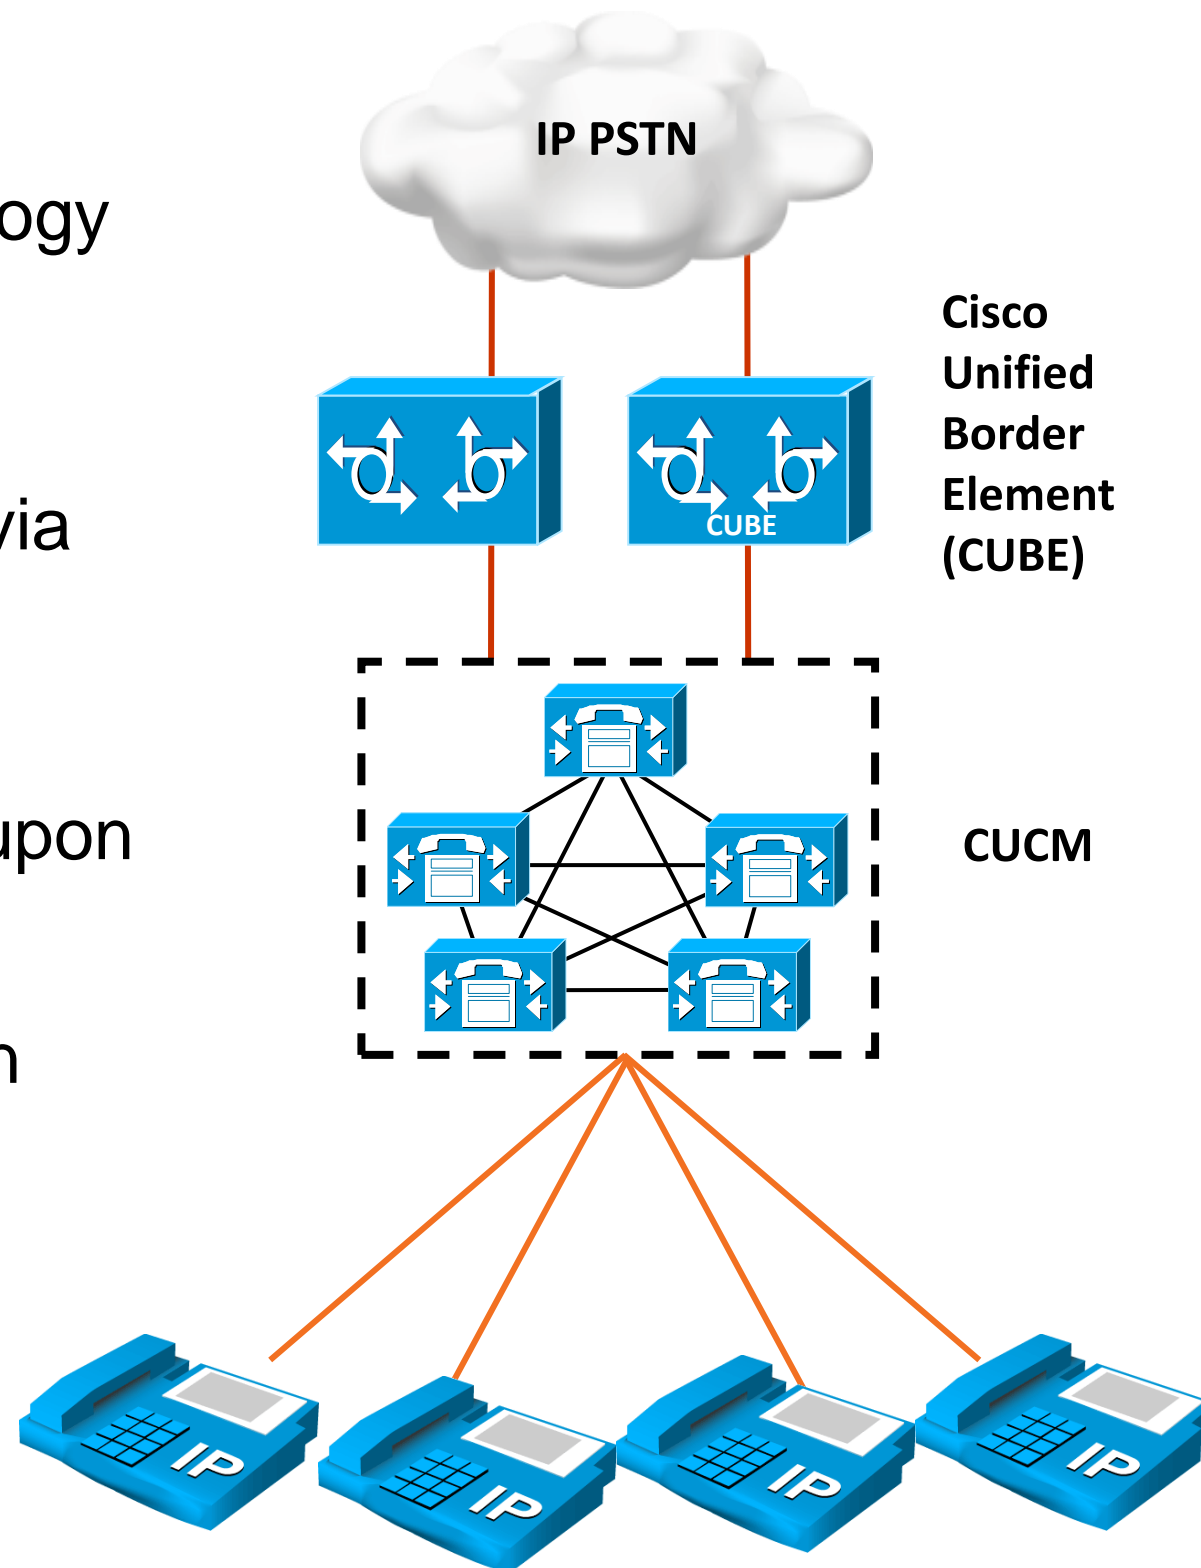 IP PSTN
ogy
Cisco
Unified
Border
Element
(CUBE)
via
CUBE
upon
CUCM
n
IP
IP
IP
IP